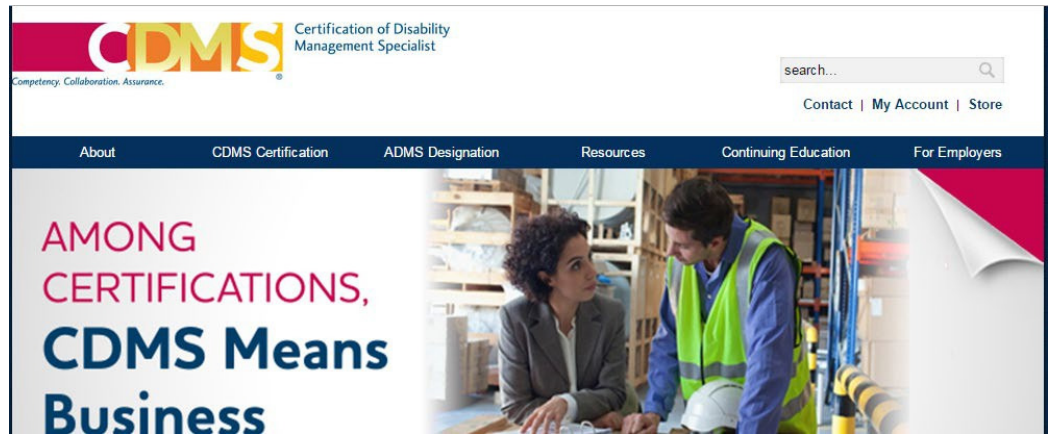 CDMS®
Certification of Disability
Management Specialist
Competency. Collaboration. Assurance.
search...
Contact | My Account | Store
About CDMS Certification ADMS Designation Resources Continuing Education For Employers
AMONG
CERTIFICATIONS,
CDMS Means
Business